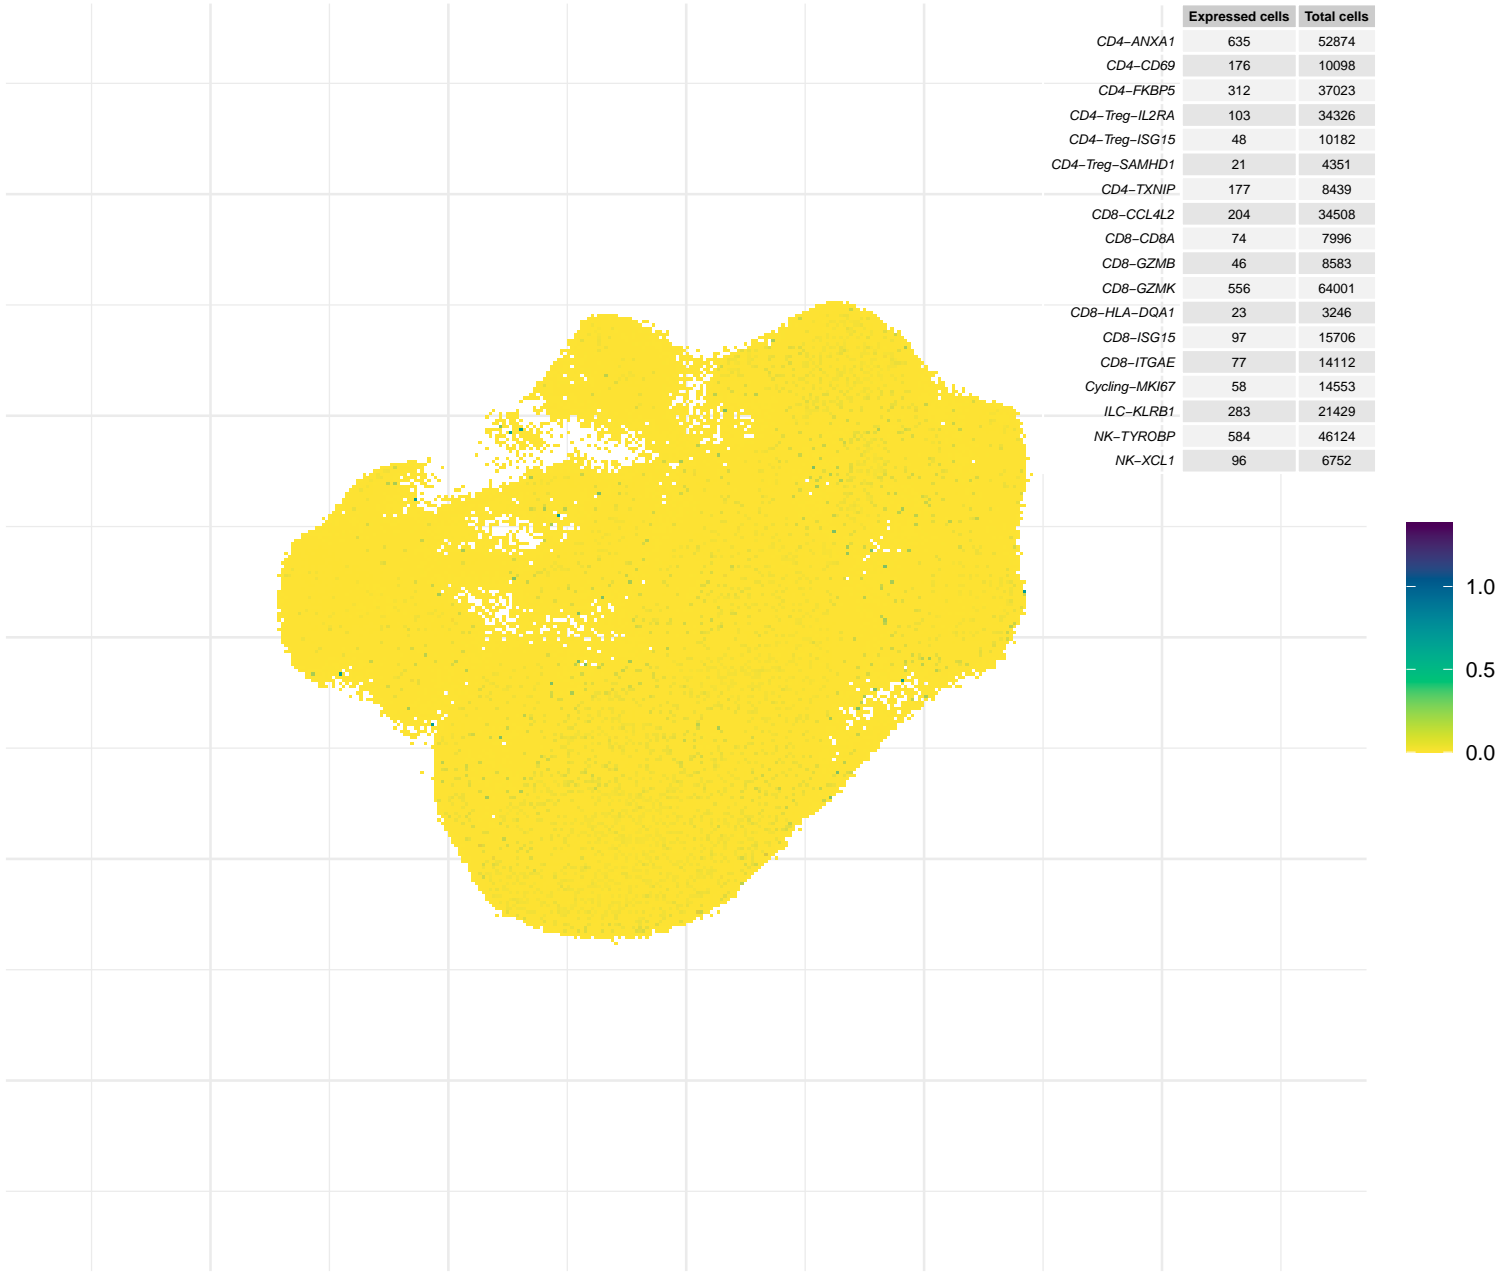 Expressed cells Total cells
CD4−ANXA1 635 52874
CD4−CD69 176 10098
CD4−FKBP5 312 37023
CD4−Treg−IL2RA 103 34326
CD4−Treg−ISG15 48 10182
CD4−Treg−SAMHD1 21 4351
CD4−TXNIP 177 8439
CD8−CCL4L2 204 34508
CD8−CD8A 74 7996
CD8−GZMB 46 8583
CD8−GZMK 556 64001
CD8−HLA−DQA1 23 3246
CD8−ISG15 97 15706
CD8−ITGAE 77 14112
Cycling−MKI67 58 14553
ILC−KLRB1 283 21429
NK−TYROBP 584 46124
NK−XCL1 96 6752
1.0
0.5
0.0